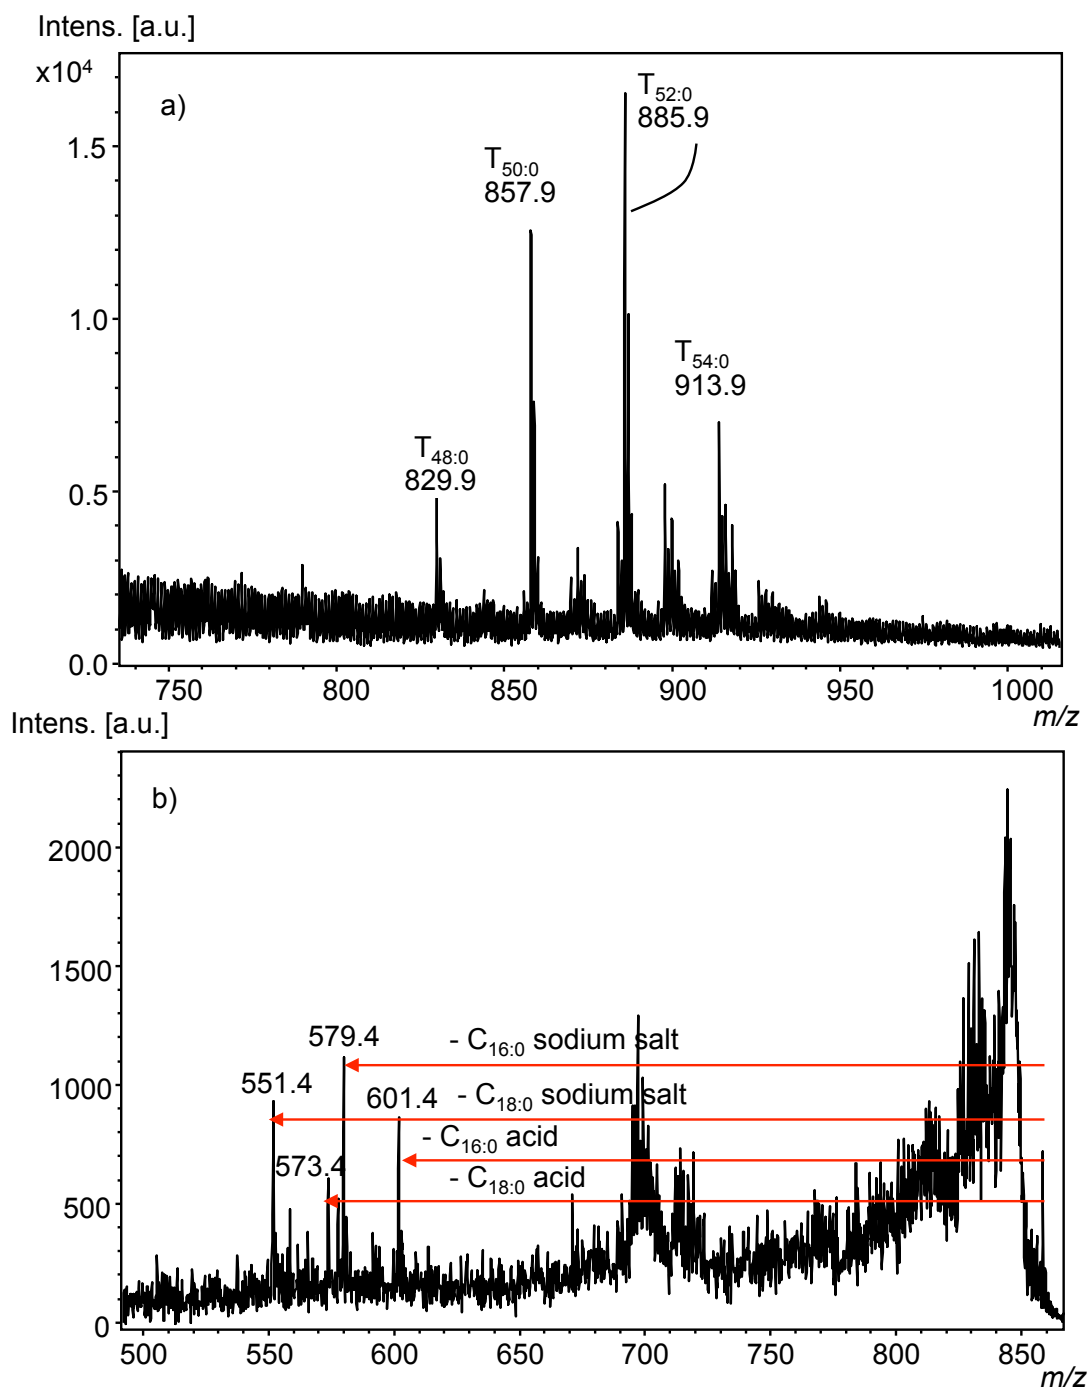 Intens. [a.u.]
x10⁴
a)
T52:0
885.9
T50:0
857.9
T54:0
913.9
T48:0
829.9
1.5
1.0
0.5
0.0
750 800 850 900 950 1000
m/z
Intens. [a.u.]
b)
2000
1500
1000
500
0
579.4
- C16:0 sodium salt
551.4
601.4
- C18:0 sodium salt
- C16:0 acid
573.4
- C18:0 acid
500 550 600 650 700 750 800 850
m/z